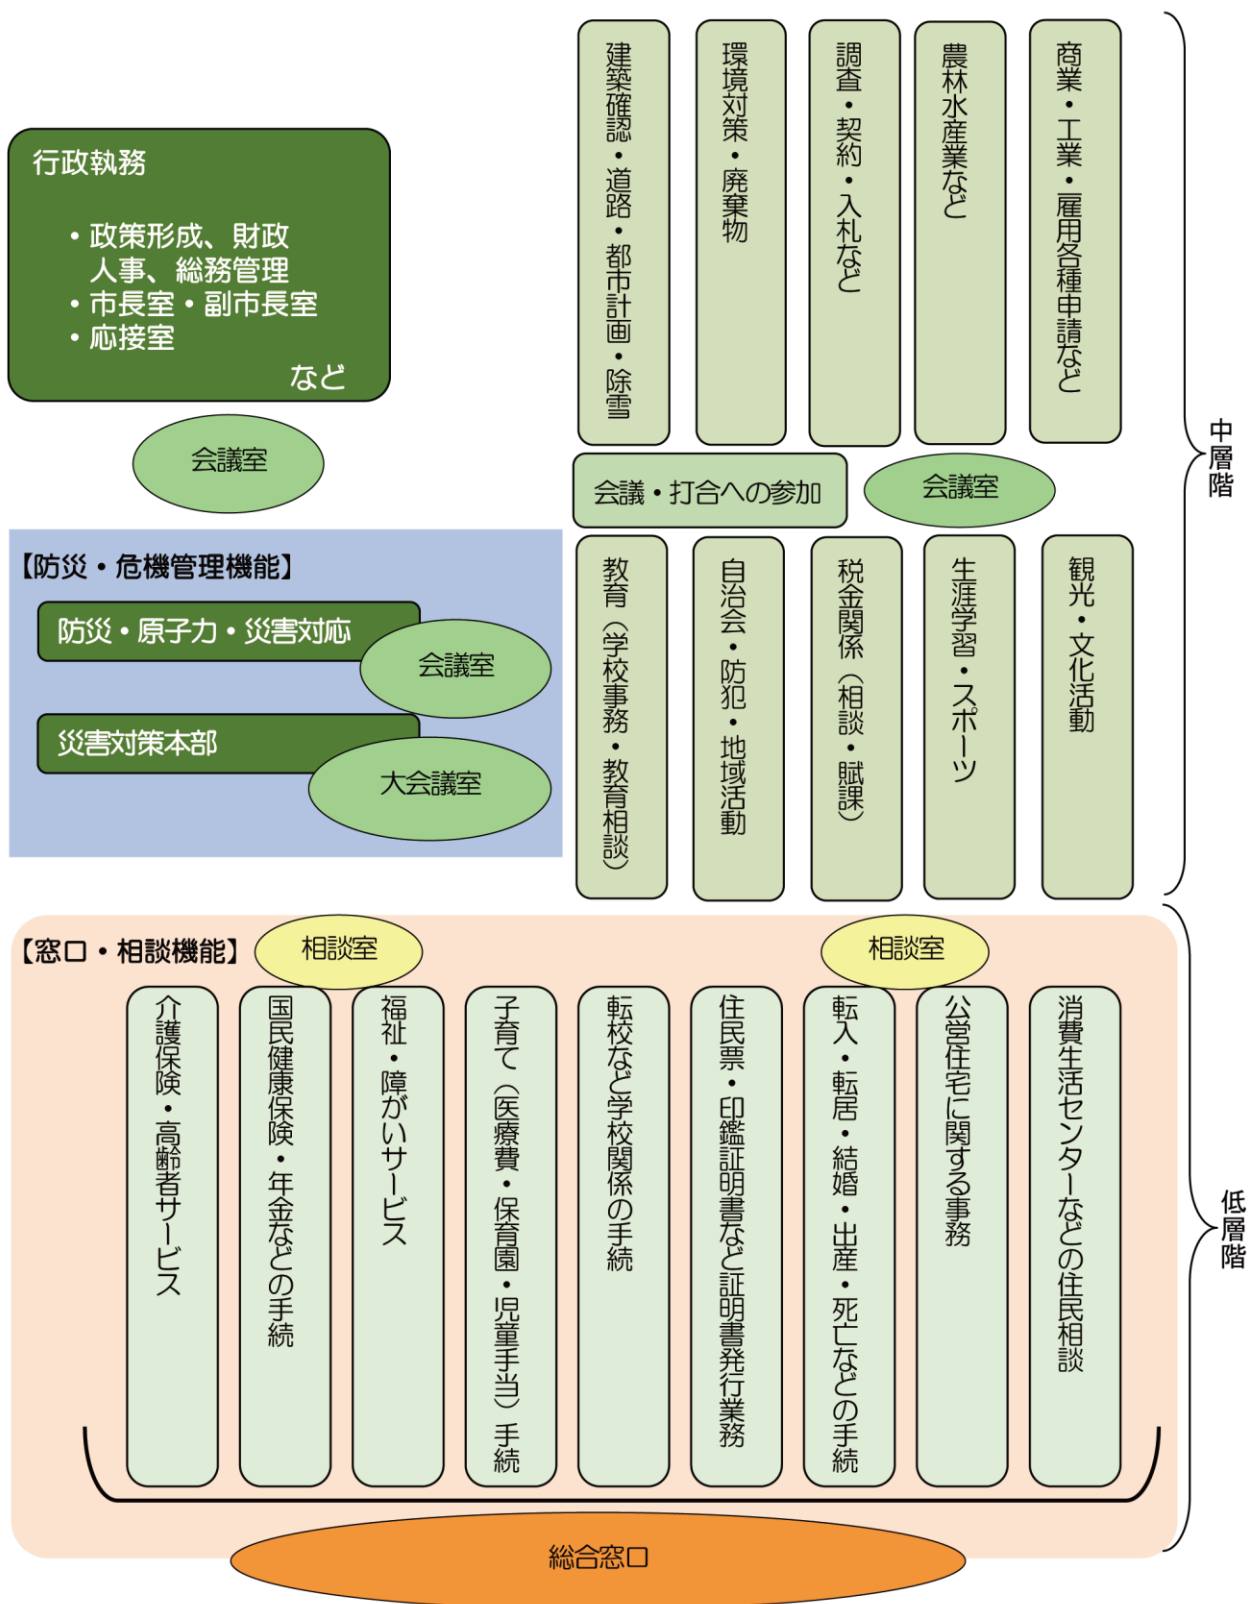 行政執務
・政策形成、財政
人事、総務管理
・市長室・副市長室
・応接室
など
会議室
建築確認・道路・都市計画・除雪
環境対策・廃棄物
調査・契約・入札など
農林水産業など
商業・工業・雇用各種申請など
会議・打合への参加
会議室
中層階
【防災・危機管理機能】
防災・原子力・災害対応
会議室
災害対策本部
大会議室
教育（学校事務・教育相談）
自治会・防犯・地域活動
税金関係（相談・賦課）
生涯学習・スポーツ
観光・文化活動
【窓口・相談機能】
相談室
相談室
介護保険・高齢者サービス
国民健康保険・年金などの手続
福祉・障がいサービス
子育て（医療費・保育園・児童手当）手続
転校など学校関係の手続
住民票・印鑑証明書など証明書発行業務
転入・転居・結婚・出産・死亡などの手続
公営住宅に関する事務
消費生活センターなどの住民相談
低層階
総合窓口